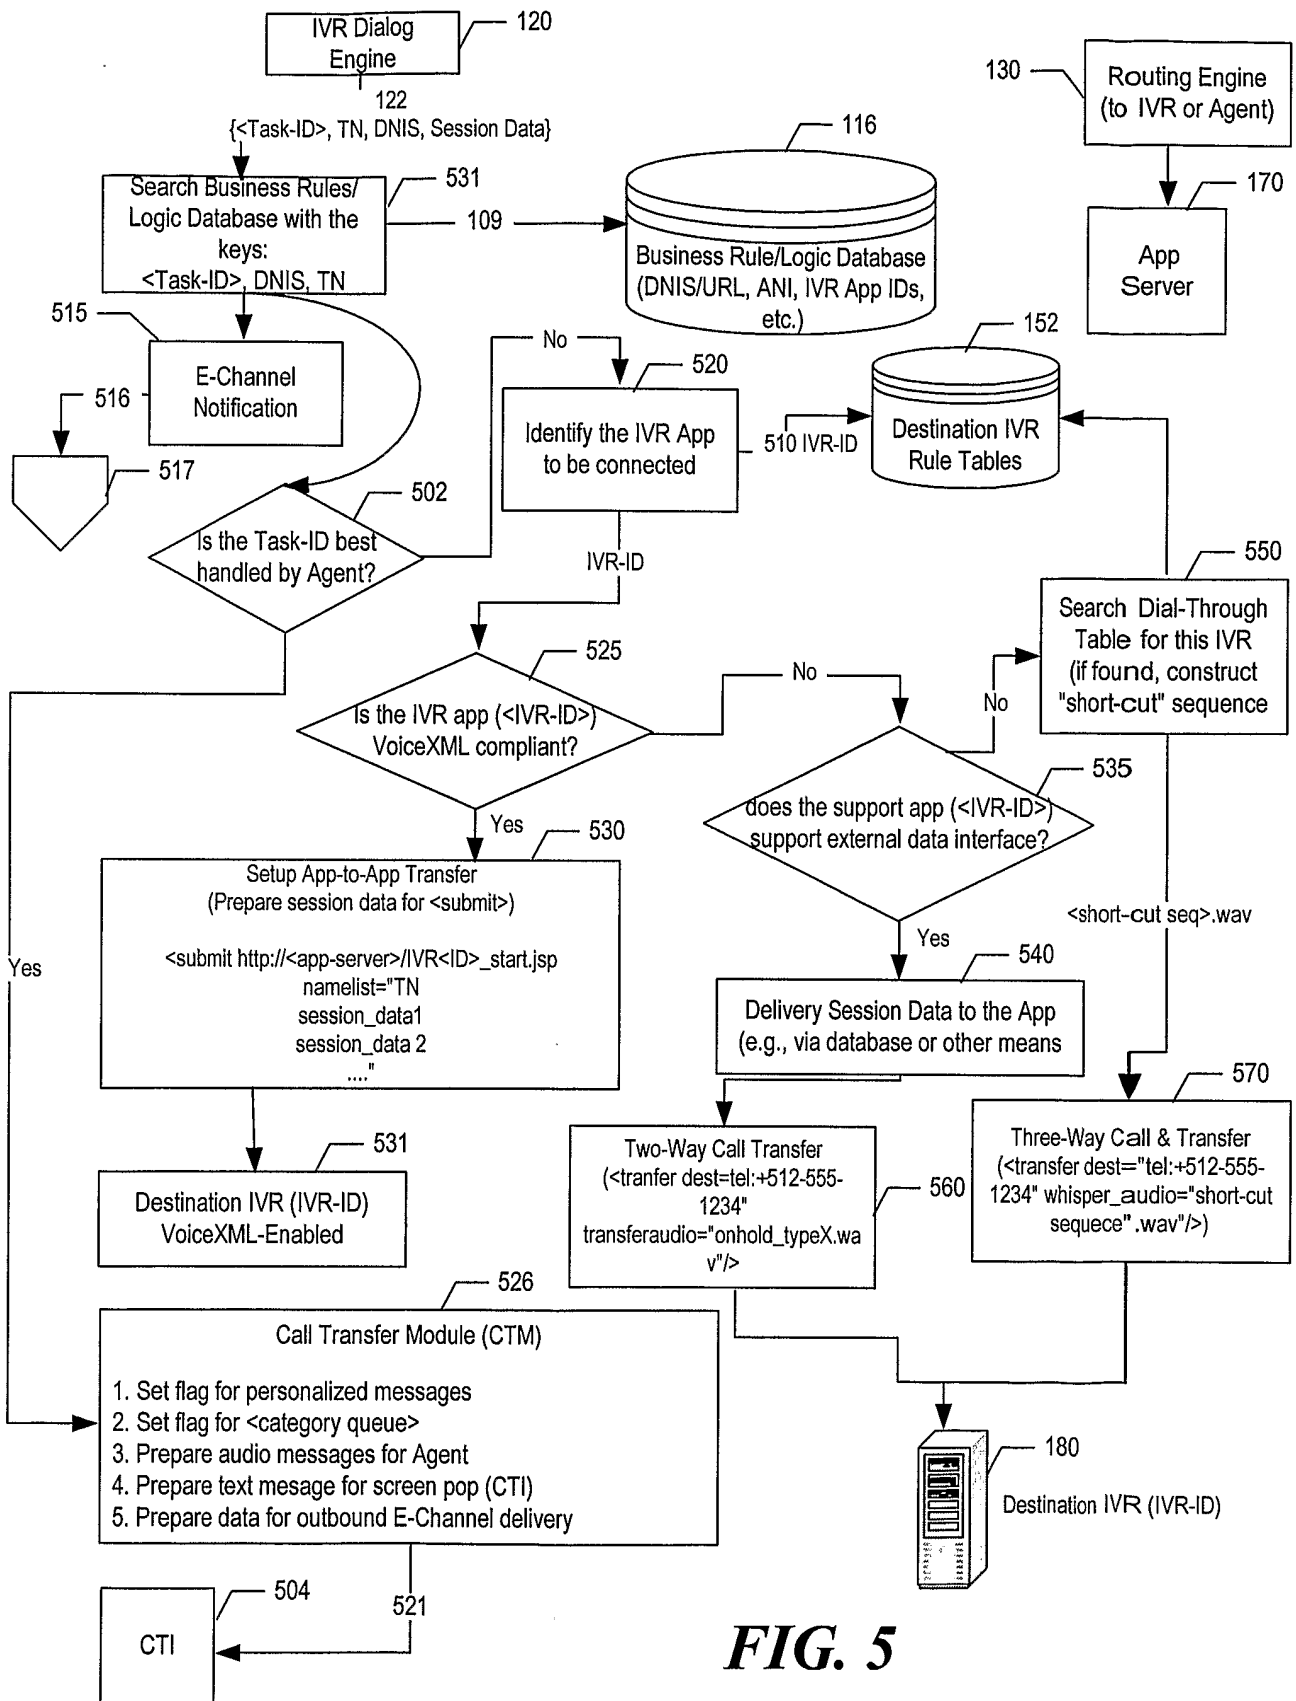 IVR Dialog
Engine
120
122
{<Task-ID>, TN, DNIS, Session Data}
130
Routing Engine
(to IVR or Agent)
116
170
App
Server
Search Business Rules/
Logic Database with the
keys:
<Task-ID>, DNIS, TN
531
109
Business Rule/Logic Database
(DNIS/URL, ANI, IVR App IDs,
etc.)
515
E-Channel
Notification
516
517
No
520
Identify the IVR App
to be connected
510 IVR-ID
152
Destination IVR
Rule Tables
502
Is the Task-ID best
handled by Agent?
IVR-ID
550
Search Dial-Through
Table for this IVR
(if found, construct
"short-cut" sequence
525
Is the IVR app (<IVR-ID>)
VoiceXML compliant?
No
No
535
does the support app (<IVR-ID>)
support external data interface?
Yes
530
Setup App-to-App Transfer
(Prepare session data for <submit>)
<submit http://<app-server>/IVR<ID>_start.jsp
namelist="TN
session_data1
session_data 2
...."
Yes
<short-cut seq>.wav
Yes
540
Delivery Session Data to the App
(e.g., via database or other means
531
Destination IVR (IVR-ID)
VoiceXML-Enabled
Two-Way Call Transfer
(<tranfer dest=tel:+512-555-
1234"
transferaudio="onhold_typeX.wa
v"/>
560
570
Three-Way Call & Transfer
(<transfer dest="tel:+512-555-
1234" whisper_audio="short-cut
sequece".wav"/>)
526
Call Transfer Module (CTM)
1. Set flag for personalized messages
2. Set flag for <category queue>
3. Prepare audio messages for Agent
4. Prepare text message for screen pop (CTI)
5. Prepare data for outbound E-Channel delivery
180
Destination IVR (IVR-ID)
504
CTI
521
FIG. 5